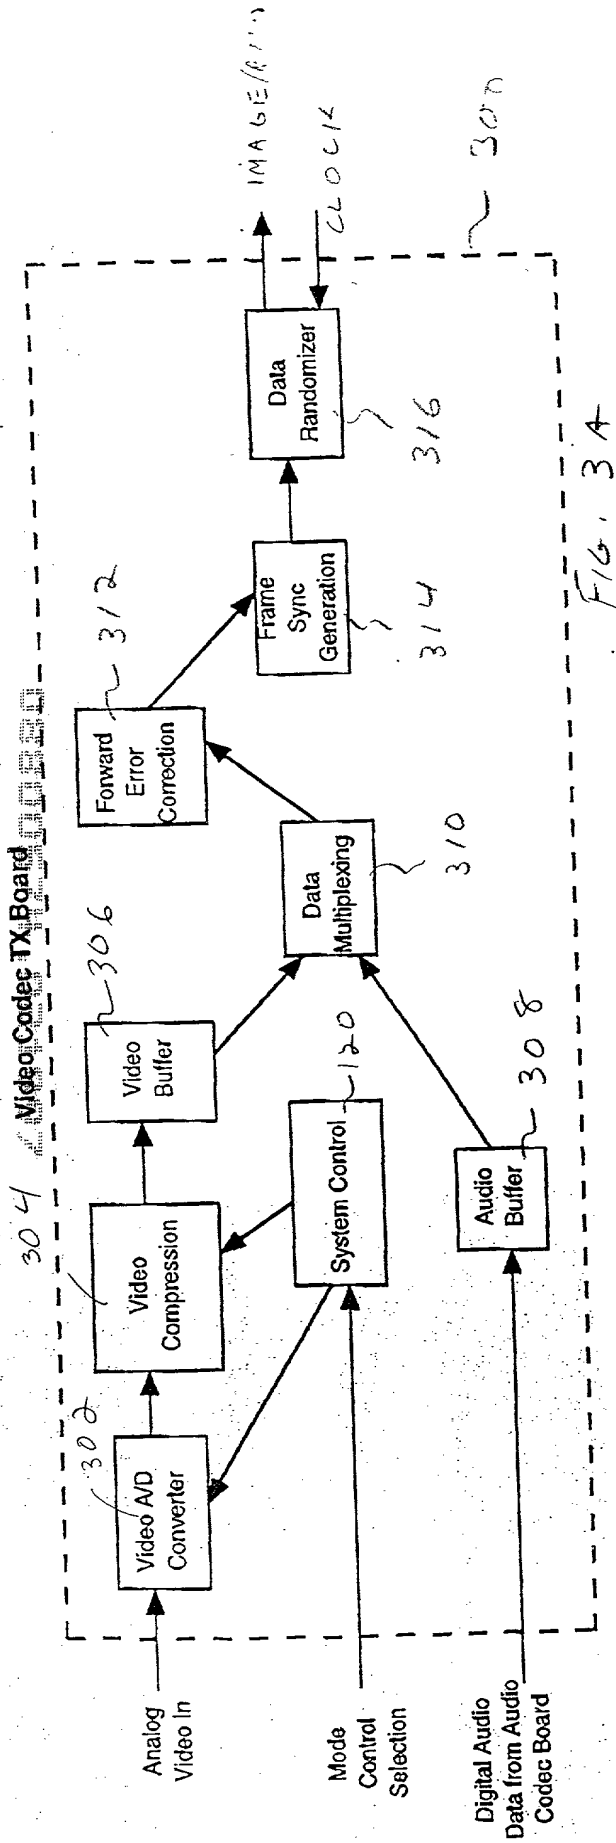 Video Codec TX Board
304
302
306
312
Video A/D
Converter
Video
Compression
Video
Buffer
Forward
Error
Correction
Analog
Video In
System Control
120
Data
Multiplexing
310
Frame
Sync
Generation
314
Data
Randomizer
316
CLOCK
Mode
Control
Selection
Audio
Buffer
308
300
Digital Audio
Data from Audio
Codec Board
FIG. 3A